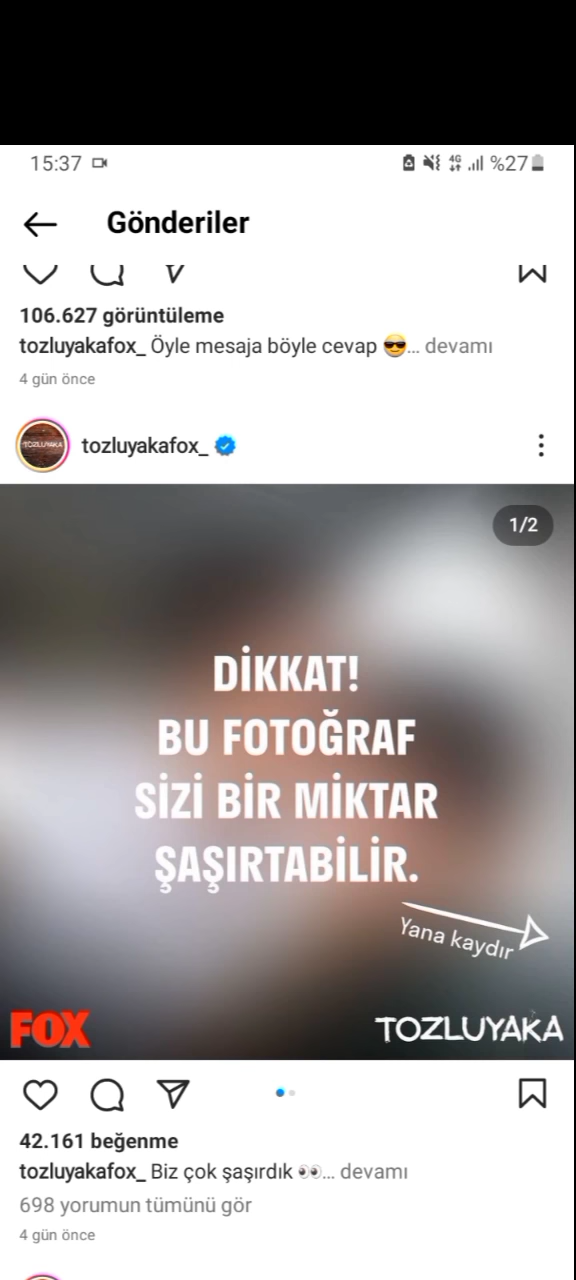 15:37 4G %27
Gönderiler
106.627 görüntüleme
tozluyakafox_ Öyle mesaja böyle cevap 😎... devamı
4 gün önce
TOZLUYAKA tozluyakafox_
1/2
DİKKAT!
BU FOTOĞRAF
SİZİ BİR MİKTAR
ŞAŞIRTABİLİR.
Yana kaydır
FOX TOZLUYAKA
42.161 beğenme
tozluyakafox_ Biz çok şaşırdık 👀... devamı
698 yorumun tümünü gör
4 gün önce